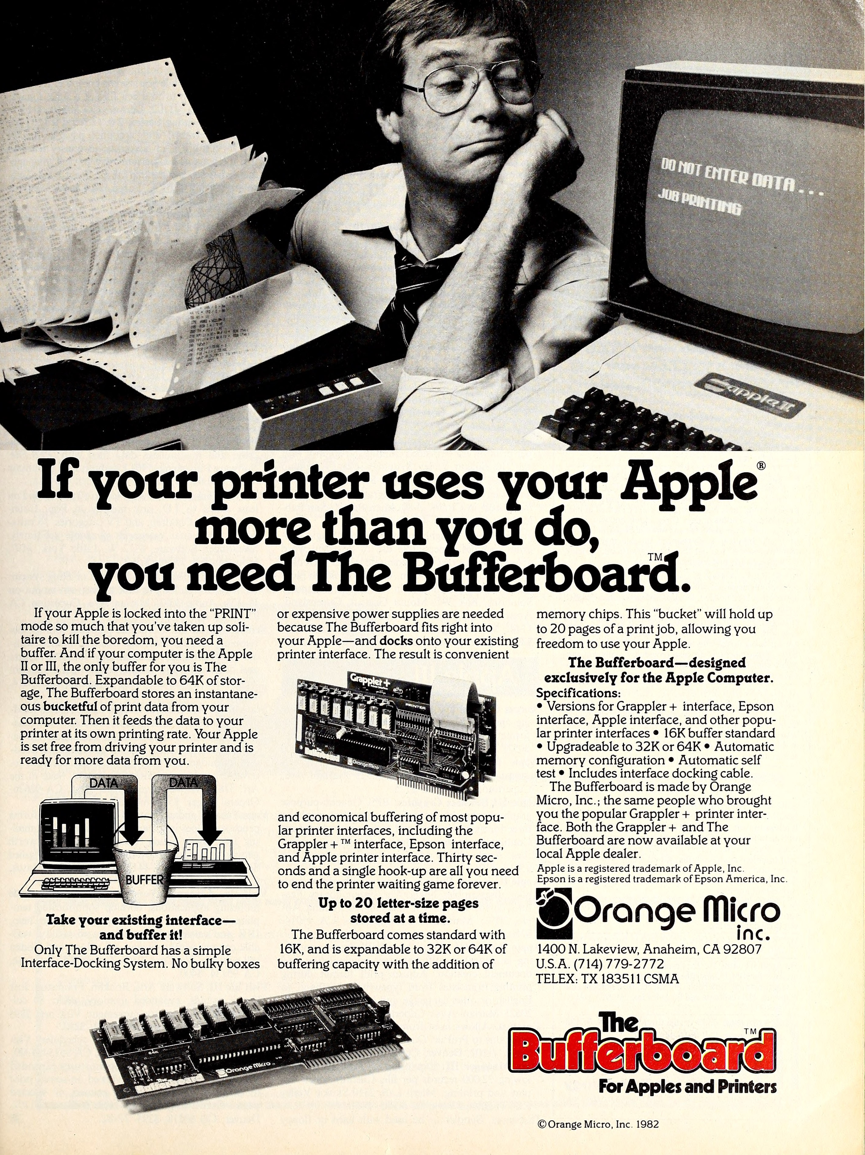 DO NOT ENTER DATA...
JOB PRINTING
apple II
If your printer uses your Apple®
more than you do,
you need The Bufferboard.™
If your Apple is locked into the “PRINT”
mode so much that you've taken up soli-
taire to kill the boredom, you need a
buffer. And if your computer is the Apple
II or III, the only buffer for you is The
Bufferboard. Expandable to 64K of stor-
age, The Bufferboard stores an instantane-
ous bucketful of print data from your
computer. Then it feeds the data to your
printer at its own printing rate. Your Apple
is set free from driving your printer and is
ready for more data from you.
DATA DATA
BUFFER
Take your existing interface—
and buffer it!
Only The Bufferboard has a simple
Interface-Docking System. No bulky boxes
or expensive power supplies are needed
because The Bufferboard fits right into
your Apple—and docks onto your existing
printer interface. The result is convenient
Grappler+
Orange Micro
and economical buffering of most popu-
lar printer interfaces, including the
Grappler+™ interface, Epson interface,
and Apple printer interface. Thirty sec-
onds and a single hook-up are all you need
to end the printer waiting game forever.
Up to 20 letter-size pages
stored at a time.
The Bufferboard comes standard with
16K, and is expandable to 32K or 64K of
buffering capacity with the addition of
memory chips. This “bucket” will hold up
to 20 pages of a print job, allowing you
freedom to use your Apple.
The Bufferboard—designed
exclusively for the Apple Computer.
Specifications:
• Versions for Grappler+ interface, Epson
interface, Apple interface, and other popu-
lar printer interfaces • 16K buffer standard
• Upgradeable to 32K or 64K • Automatic
memory configuration • Automatic self
test • Includes interface docking cable.
The Bufferboard is made by Orange
Micro, Inc.; the same people who brought
you the popular Grappler+ printer inter-
face. Both the Grappler+ and The
Bufferboard are now available at your
local Apple dealer.
Apple is a registered trademark of Apple, Inc.
Epson is a registered trademark of Epson America, Inc.
Orange Micro
inc.
1400 N. Lakeview, Anaheim, CA 92807
U.S.A. (714) 779-2772
TELEX: TX 183511 CSMA
Orange Micro
The
Bufferboard™
For Apples and Printers
© Orange Micro, Inc. 1982